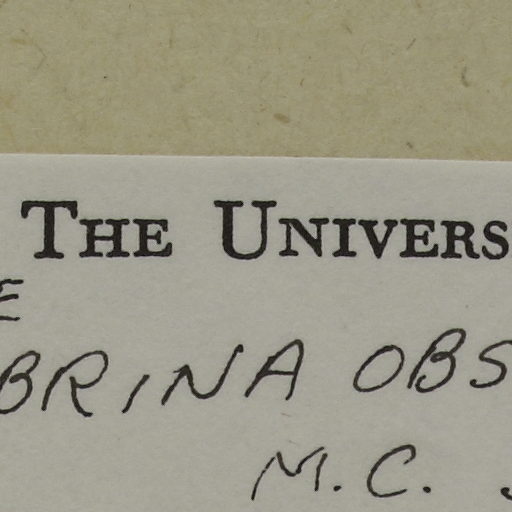 THE UNIVERS
E
BRINA OBS
M.C.